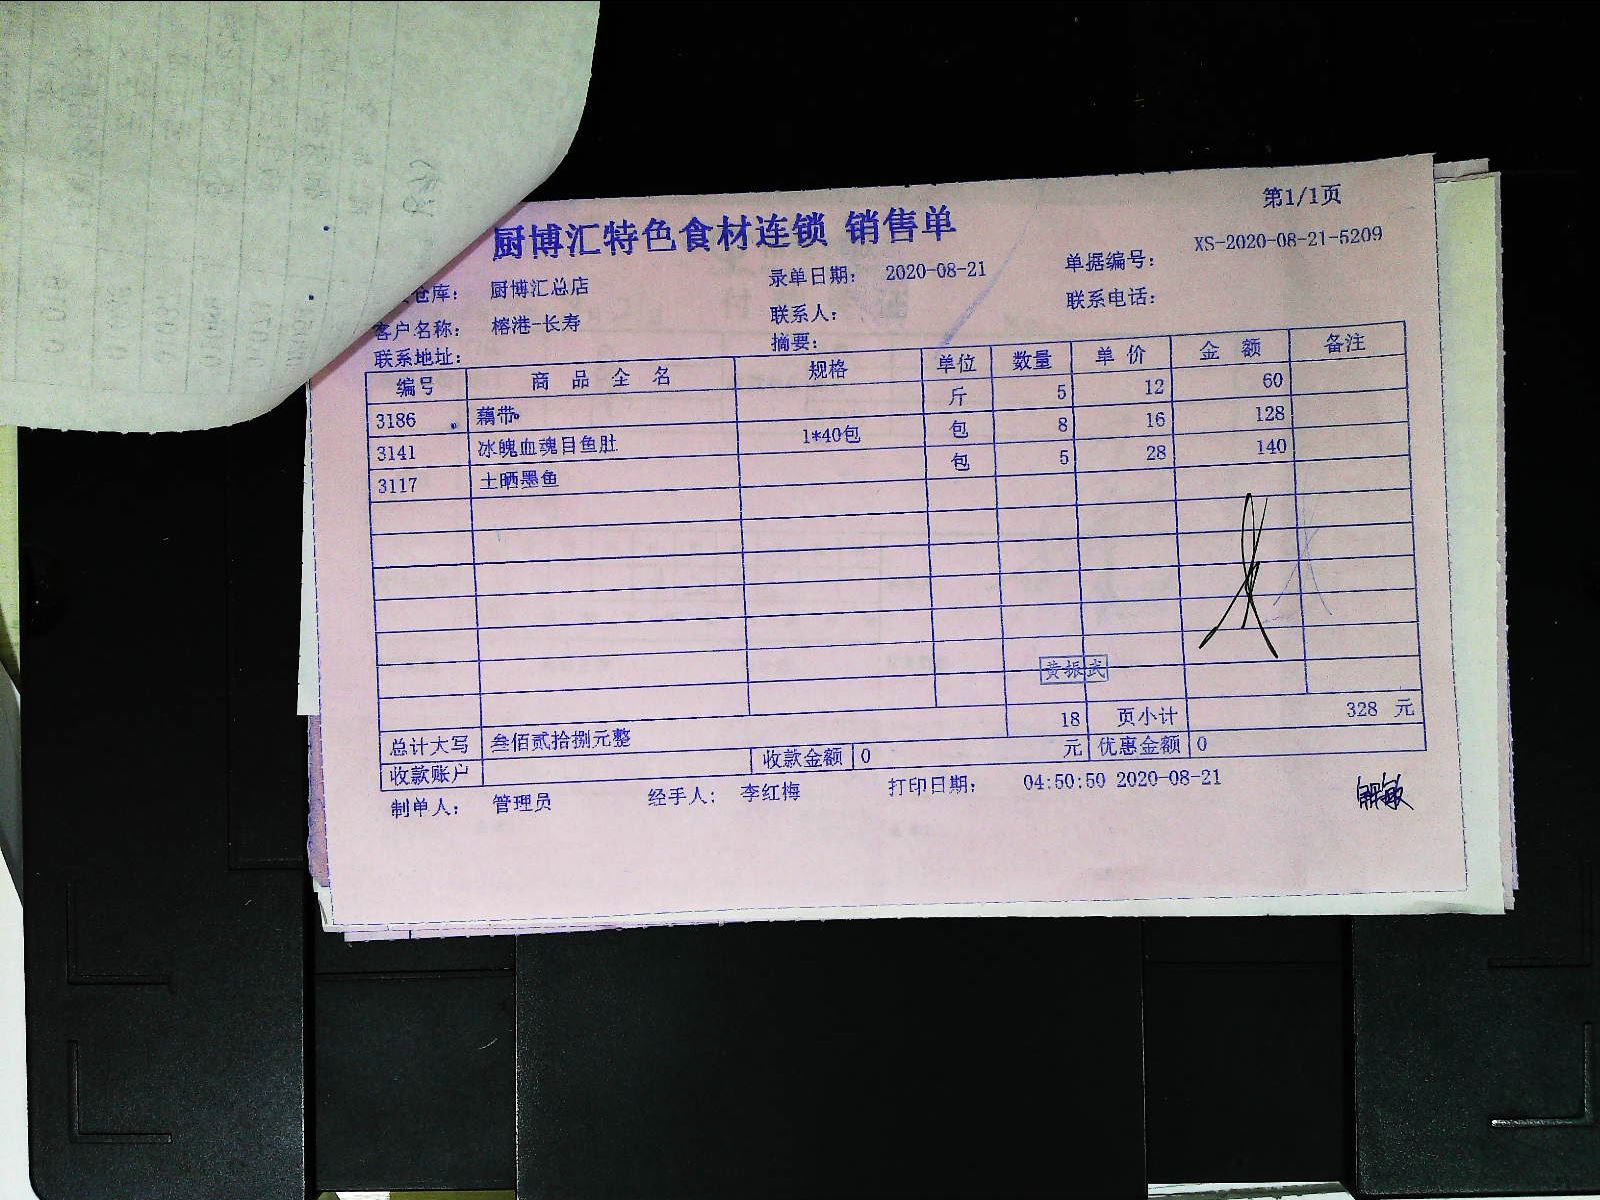 第1/1页
厨博汇特色食材连锁 销售单
仓库： 厨博汇总店 录单日期： 2020-08-21 单据编号： XS-2020-08-21-5209
客户名称： 榕港-长寿 联系人： 联系电话：
联系地址： 摘要：
编号 商品全名 规格 单位 数量 单价 金额 备注
3186 藕带 斤 5 12 60
3141 冰魄血魂目鱼肚 1*40包 包 8 16 128
3117 土晒墨鱼 包 5 28 140
黄振武
总计大写 叁佰贰拾捌元整 18 页小计 328 元
收款账户 收款金额 0 元 优惠金额 0
制单人： 管理员 经手人： 李红梅 打印日期： 04:50:50 2020-08-21